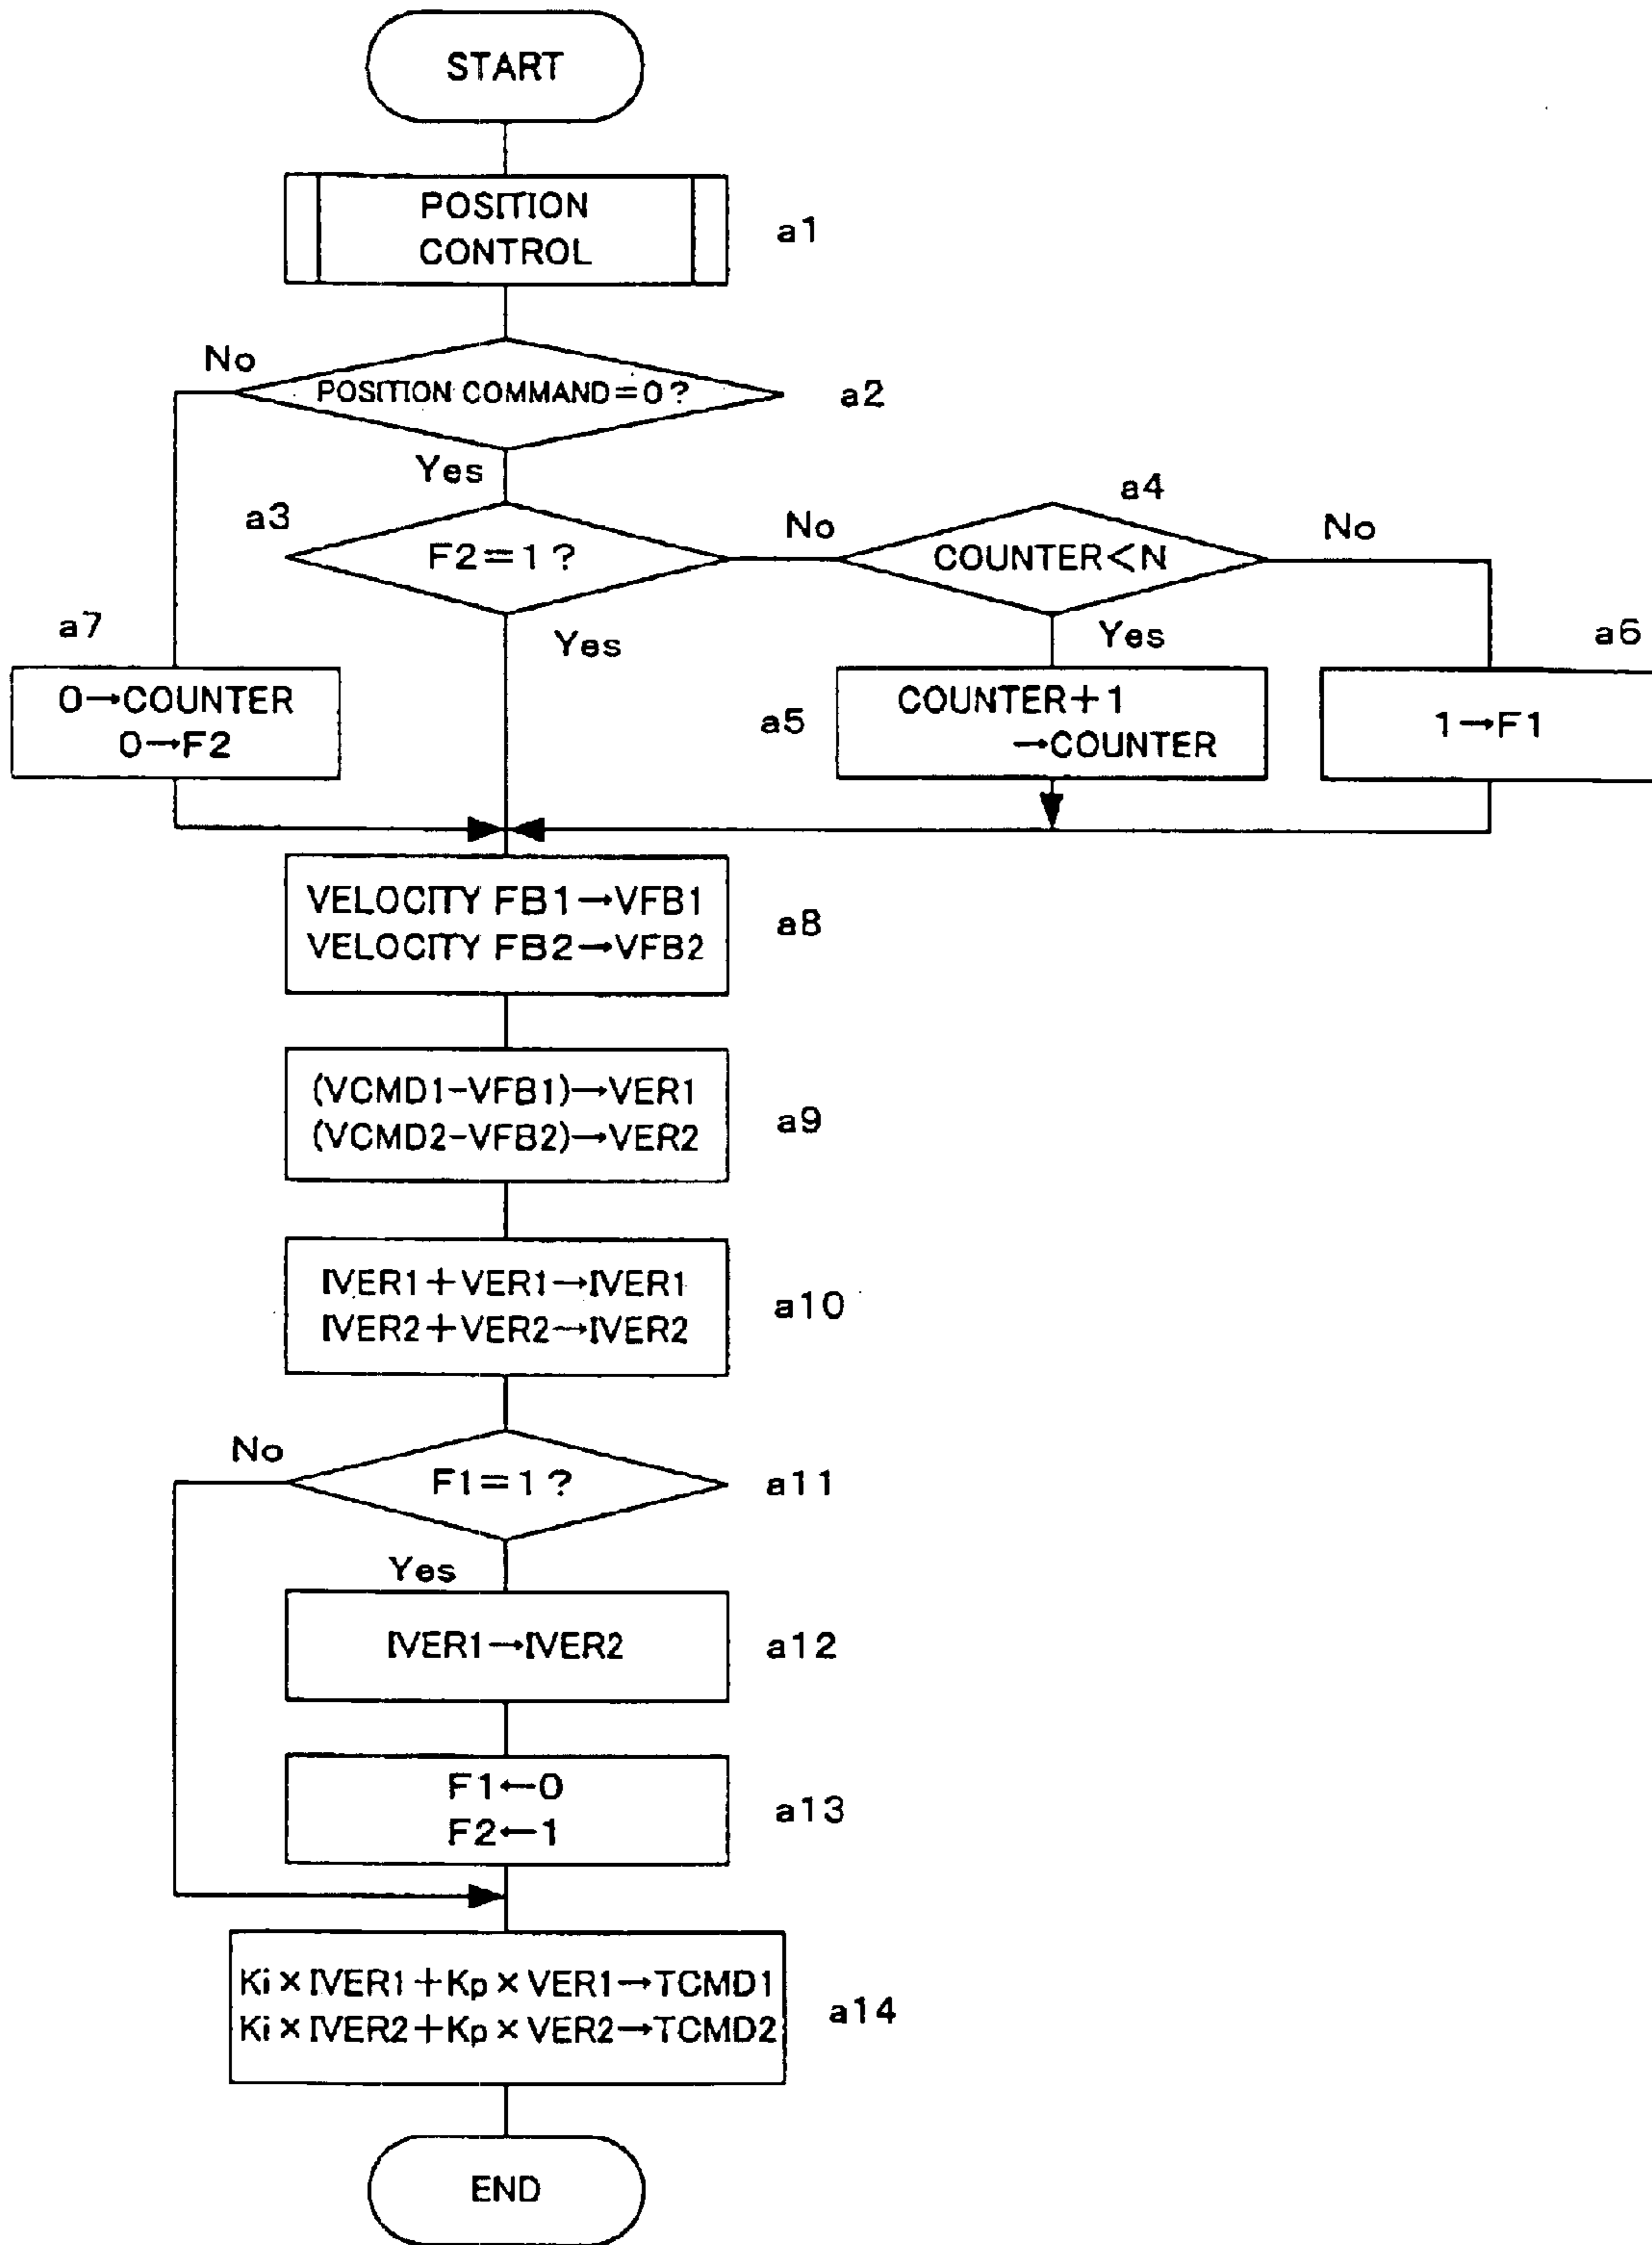 START
POSITION
CONTROL
a1
No
POSITION COMMAND=0?
a2
Yes
a3
F2=1?
No
a4
COUNTER<N
No
Yes
Yes
a7
0→COUNTER
0→F2
a5
COUNTER+1
→COUNTER
a6
1→F1
VELOCITY FB1→VFB1
VELOCITY FB2→VFB2
a8
(VCMD1-VFB1)→VER1
(VCMD2-VFB2)→VER2
a9
IVER1+VER1→IVER1
IVER2+VER2→IVER2
a10
No
F1=1?
a11
Yes
IVER1→IVER2
a12
F1←0
F2←1
a13
Ki×IVER1+Kp×VER1→TCMD1
Ki×IVER2+Kp×VER2→TCMD2
a14
END